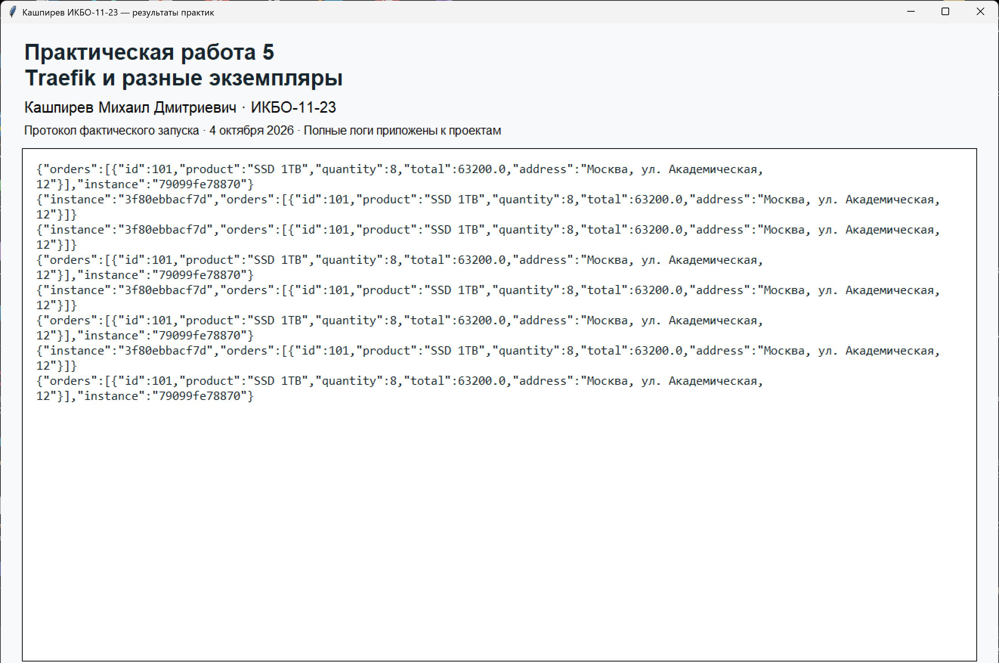 Кашпирев ИКБО-11-23 — результаты практик
Практическая работа 5
Traefik и разные экземпляры
Кашпирев Михаил Дмитриевич · ИКБО-11-23
Протокол фактического запуска · 4 октября 2026 · Полные логи приложены к проектам
{"orders":[{"id":101,"product":"SSD 1TB","quantity":8,"total":63200.0,"address":"Москва, ул. Академическая,
12"}],"instance":"79099fe78870"}
{"instance":"3f80ebbacf7d","orders":[{"id":101,"product":"SSD 1TB","quantity":8,"total":63200.0,"address":"Москва, ул. Академическая,
12"}]}
{"instance":"3f80ebbacf7d","orders":[{"id":101,"product":"SSD 1TB","quantity":8,"total":63200.0,"address":"Москва, ул. Академическая,
12"}]}
{"orders":[{"id":101,"product":"SSD 1TB","quantity":8,"total":63200.0,"address":"Москва, ул. Академическая,
12"}],"instance":"79099fe78870"}
{"instance":"3f80ebbacf7d","orders":[{"id":101,"product":"SSD 1TB","quantity":8,"total":63200.0,"address":"Москва, ул. Академическая,
12"}]}
{"orders":[{"id":101,"product":"SSD 1TB","quantity":8,"total":63200.0,"address":"Москва, ул. Академическая,
12"}],"instance":"79099fe78870"}
{"instance":"3f80ebbacf7d","orders":[{"id":101,"product":"SSD 1TB","quantity":8,"total":63200.0,"address":"Москва, ул. Академическая,
12"}]}
{"orders":[{"id":101,"product":"SSD 1TB","quantity":8,"total":63200.0,"address":"Москва, ул. Академическая,
12"}],"instance":"79099fe78870"}